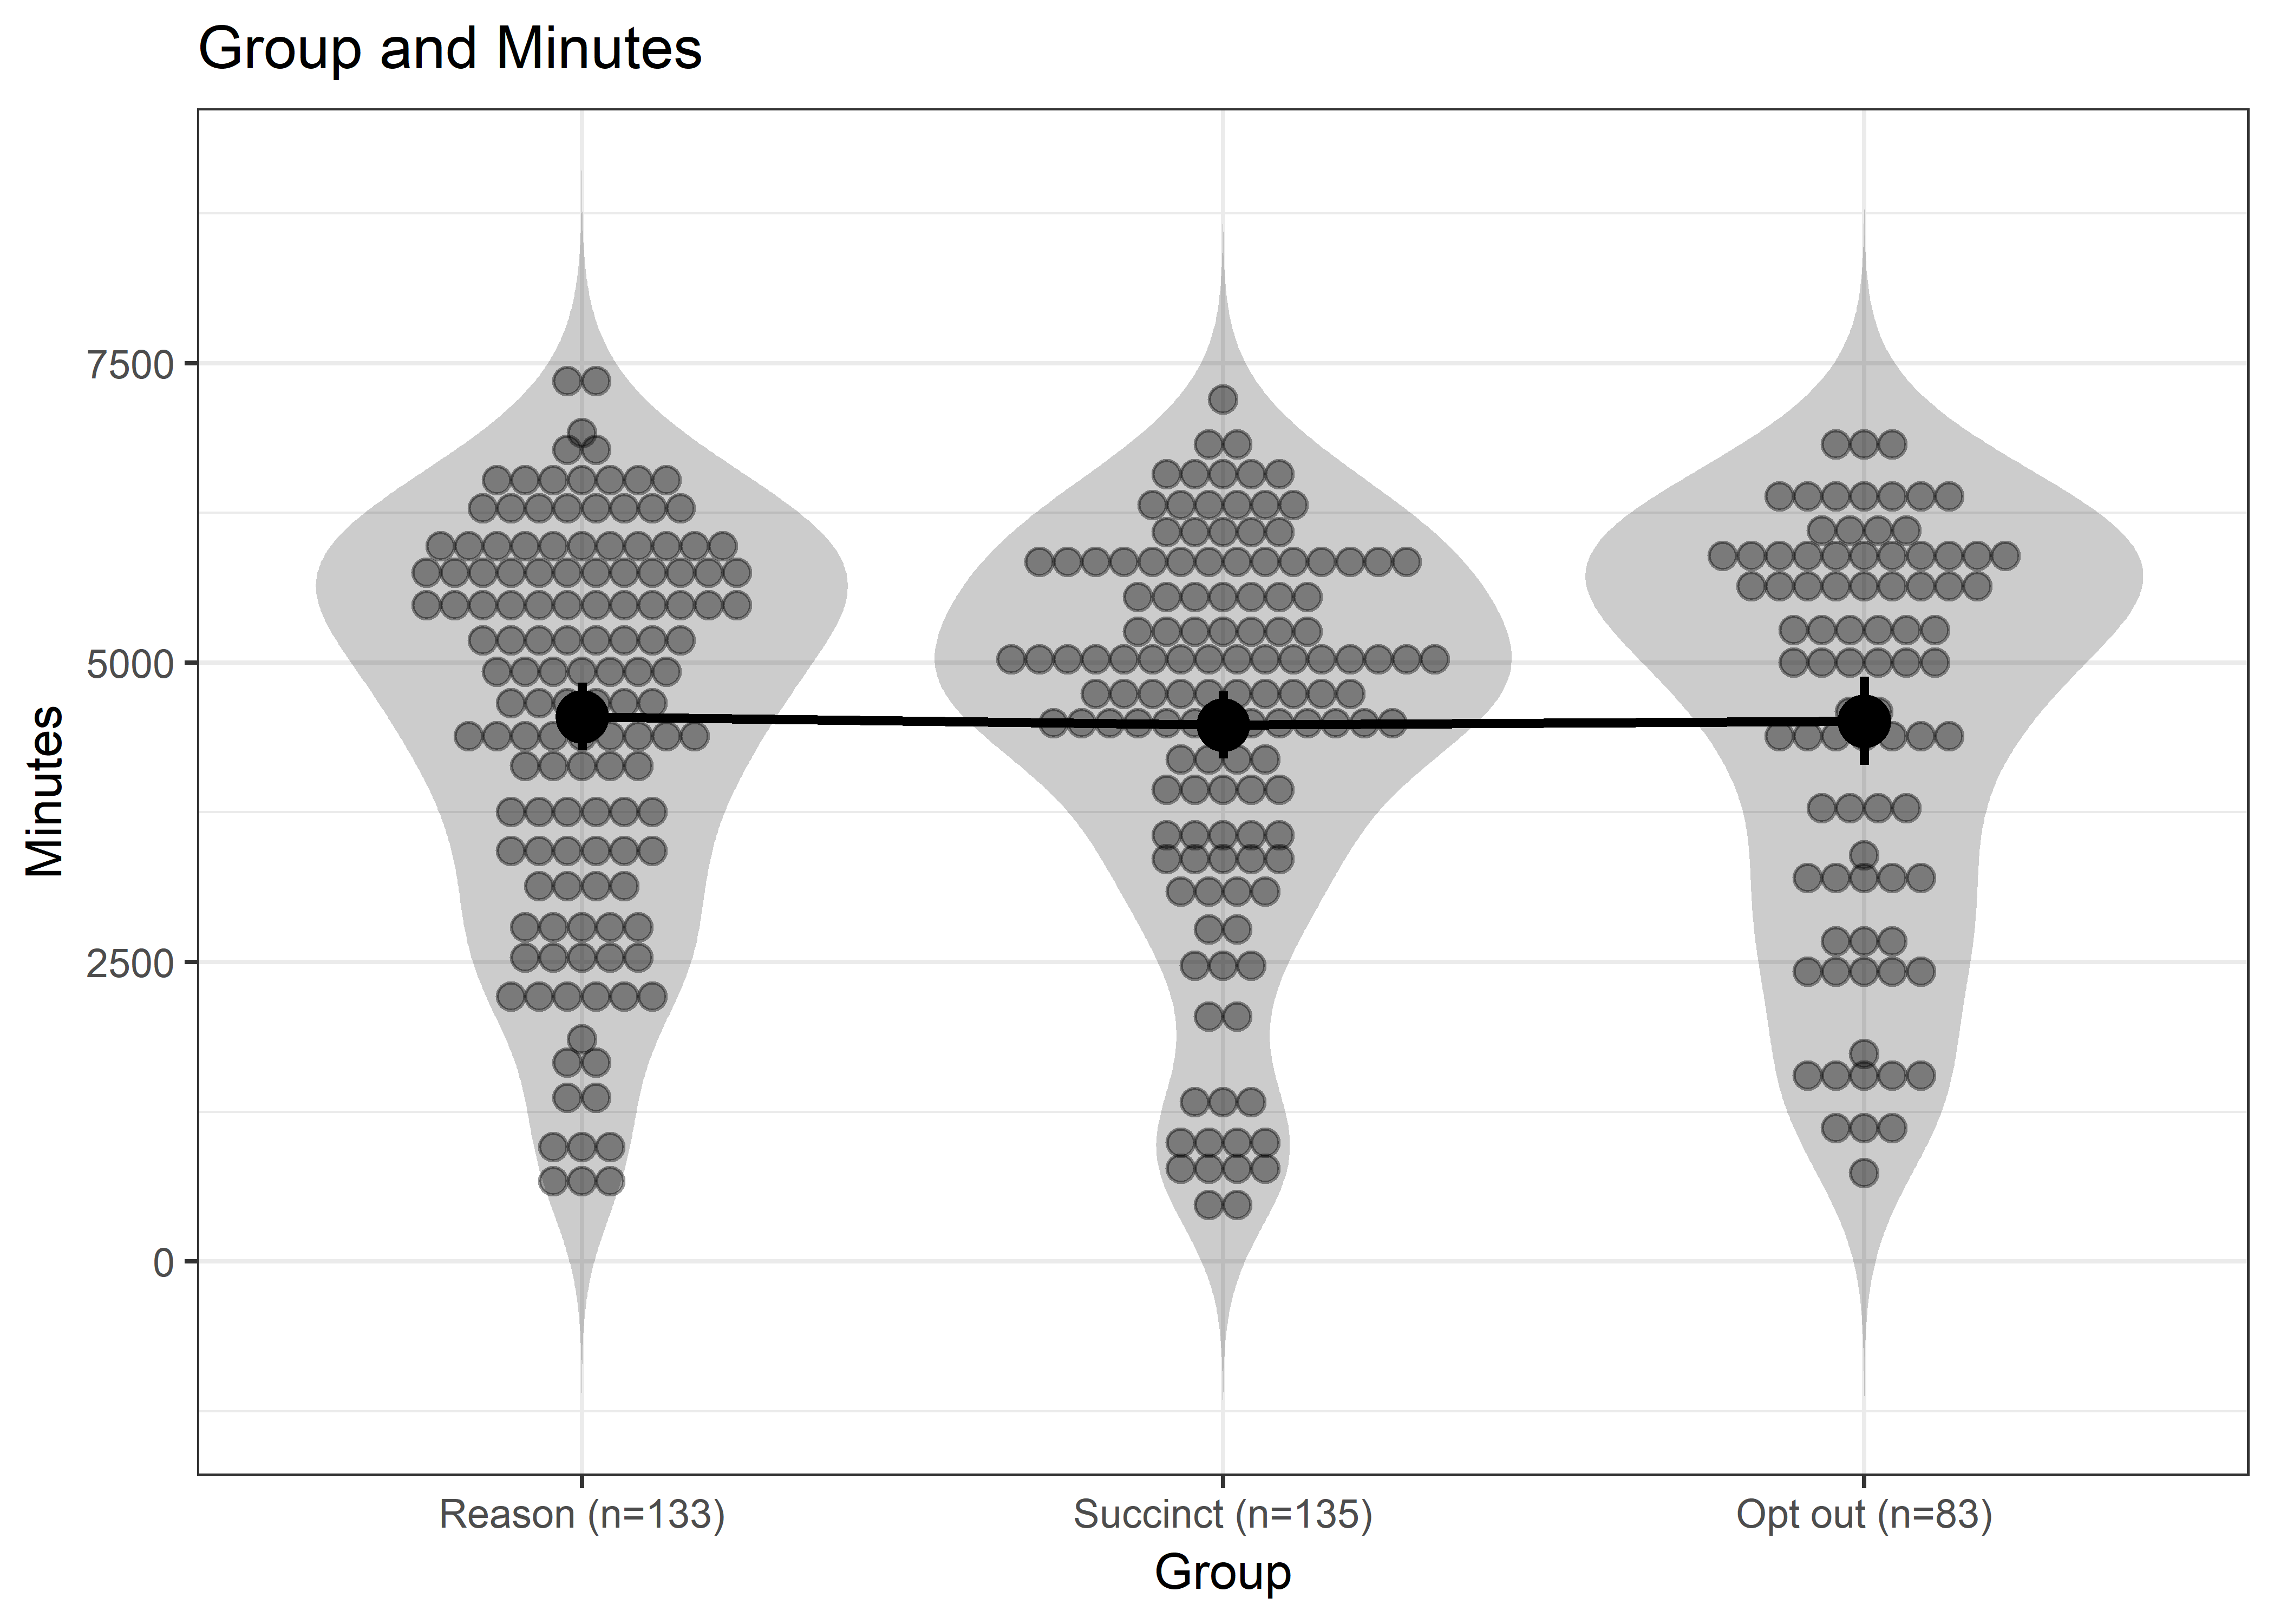 Group and Minutes
7500
5000
2500
0
Minutes
Reason (n=133)
Succinct (n=135)
Opt out (n=83)
Group